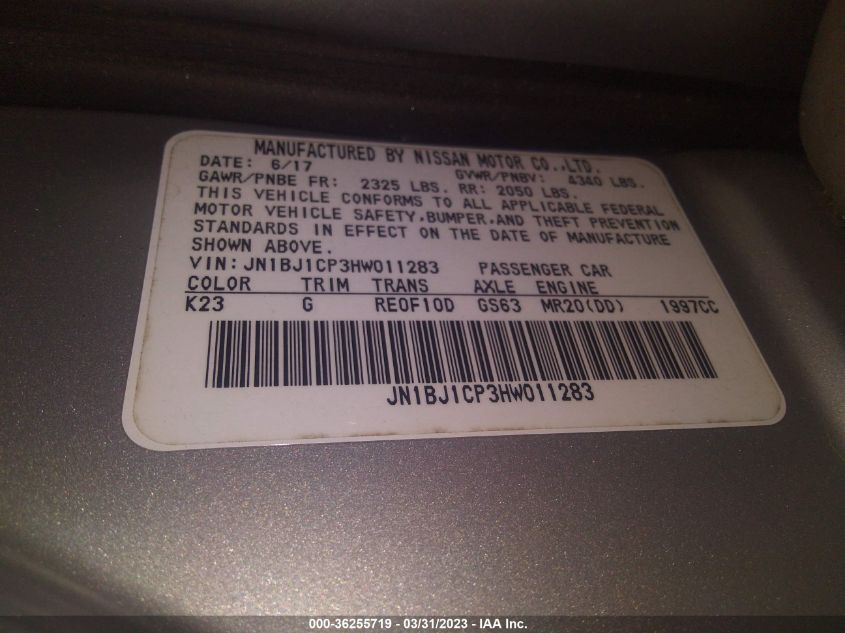 MANUFACTURED BY NISSAN MOTOR CO.,LTD.
DATE: 6/17 GVWR/PNBV: 4340 LBS.
GAWR/PNBE FR: 2325 LBS. RR: 2050 LBS.
THIS VEHICLE CONFORMS TO ALL APPLICABLE FEDERAL
MOTOR VEHICLE SAFETY,BUMPER,AND THEFT PREVENTION
STANDARDS IN EFFECT ON THE DATE OF MANUFACTURE
SHOWN ABOVE.
VIN: JN1BJ1CP3HW011283 PASSENGER CAR
COLOR TRIM TRANS AXLE ENGINE
K23 G RE0F10D GS63 MR20(DD) 1997CC
JN1BJ1CP3HW011283
000-36255719 - 03/31/2023 - IAA Inc.